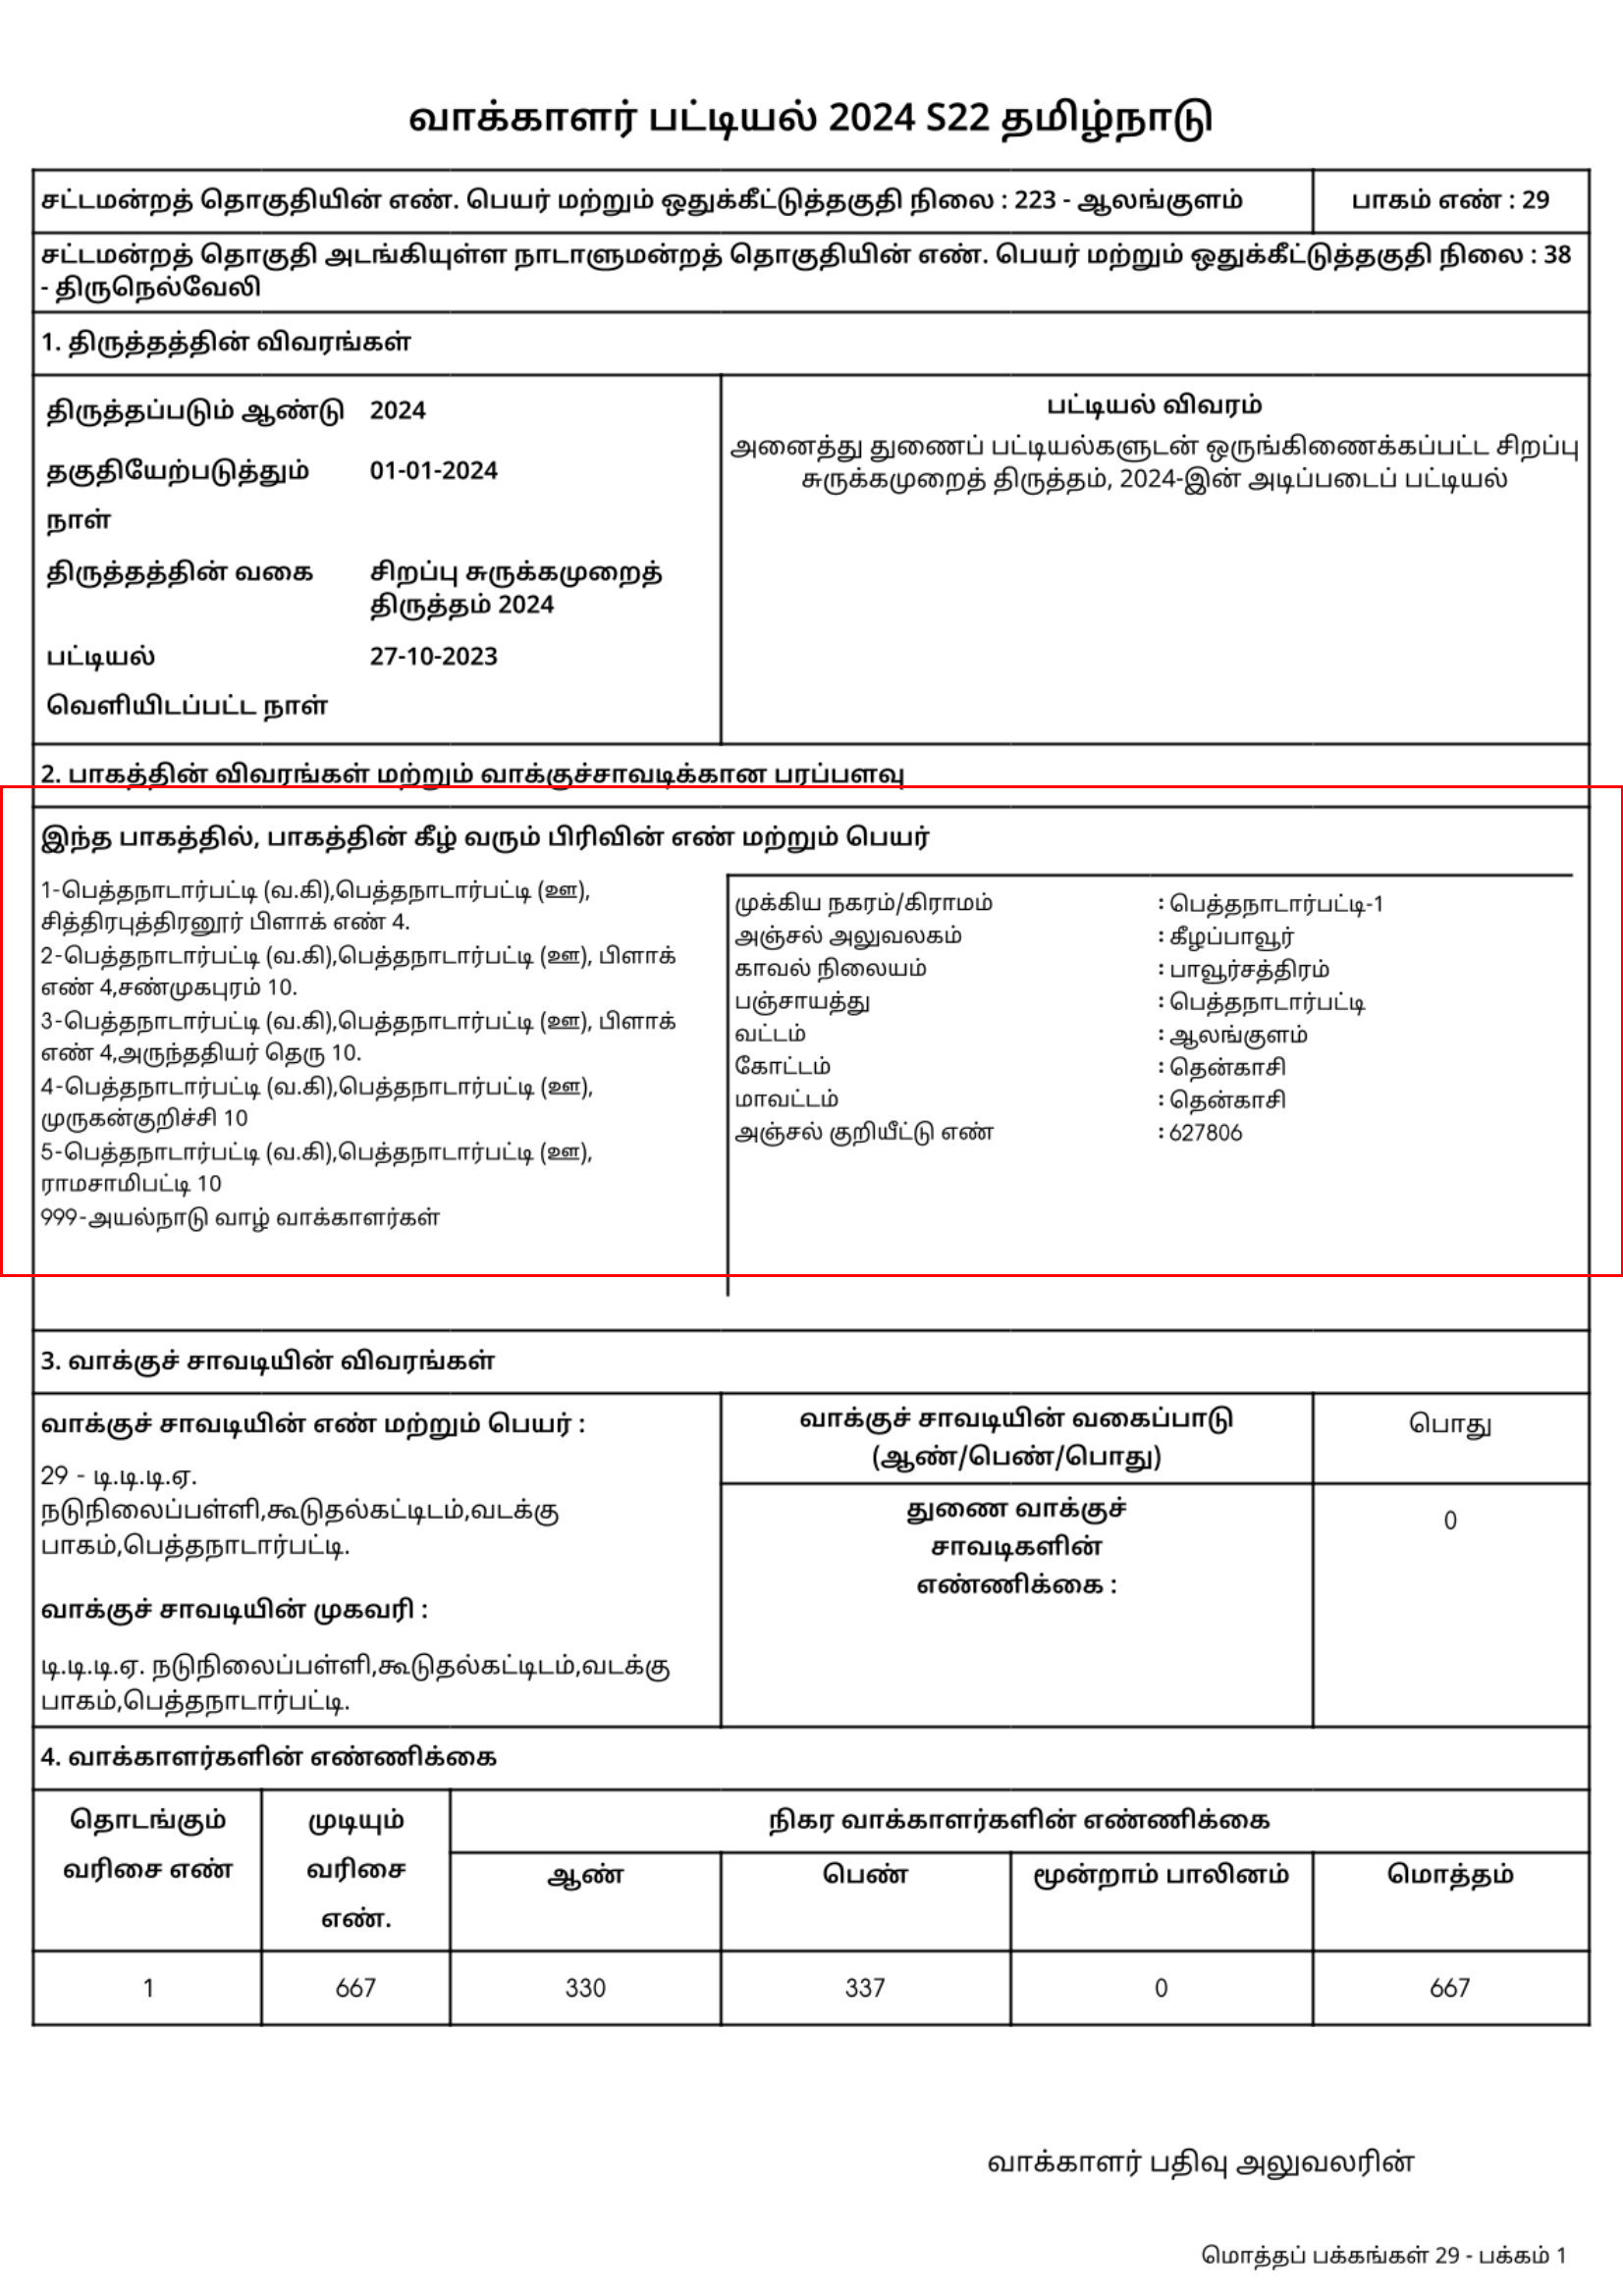 வாக்காளர் பட்டியல் 2024 S22 தமிழ்நாடு
சட்டமன்றத் தொகுதியின் எண். பெயர் மற்றும் ஒதுக்கீட்டுத்தகுதி நிலை : 223 - ஆலங்குளம்
பாகம் எண் : 29
சட்டமன்றத் தொகுதி அடங்கியுள்ள நாடாளுமன்றத் தொகுதியின் எண். பெயர் மற்றும் ஒதுக்கீட்டுத்தகுதி நிலை : 38
- திருநெல்வேலி
1. திருத்தத்தின் விவரங்கள்
திருத்தப்படும் ஆண்டு 2024
தகுதியேற்படுத்தும் 01-01-2024
நாள்
திருத்தத்தின் வகை சிறப்பு சுருக்கமுறைத்
திருத்தம் 2024
பட்டியல் 27-10-2023
வெளியிடப்பட்ட நாள்
பட்டியல் விவரம்
அனைத்து துணைப் பட்டியல்களுடன் ஒருங்கிணைக்கப்பட்ட சிறப்பு
சுருக்கமுறைத் திருத்தம், 2024-இன் அடிப்படைப் பட்டியல்
2. பாகத்தின் விவரங்கள் மற்றும் வாக்குச்சாவடிக்கான பரப்பளவு
இந்த பாகத்தில், பாகத்தின் கீழ் வரும் பிரிவின் எண் மற்றும் பெயர்
1-பெத்தநாடார்பட்டி (வ.கி),பெத்தநாடார்பட்டி (ஊ),
சித்திரபுத்திரனூர் பிளாக் எண் 4.
2-பெத்தநாடார்பட்டி (வ.கி),பெத்தநாடார்பட்டி (ஊ), பிளாக்
எண் 4,சண்முகபுரம் 10.
3-பெத்தநாடார்பட்டி (வ.கி),பெத்தநாடார்பட்டி (ஊ), பிளாக்
எண் 4,அருந்ததியர் தெரு 10.
4-பெத்தநாடார்பட்டி (வ.கி),பெத்தநாடார்பட்டி (ஊ),
முருகன்குறிச்சி 10
5-பெத்தநாடார்பட்டி (வ.கி),பெத்தநாடார்பட்டி (ஊ),
ராமசாமிபட்டி 10
999-அயல்நாடு வாழ் வாக்காளர்கள்
முக்கிய நகரம்/கிராமம் : பெத்தநாடார்பட்டி-1
அஞ்சல் அலுவலகம் : கீழப்பாவூர்
காவல் நிலையம் : பாவூர்சத்திரம்
பஞ்சாயத்து : பெத்தநாடார்பட்டி
வட்டம் : ஆலங்குளம்
கோட்டம் : தென்காசி
மாவட்டம் : தென்காசி
அஞ்சல் குறியீட்டு எண் : 627806
3. வாக்குச் சாவடியின் விவரங்கள்
வாக்குச் சாவடியின் எண் மற்றும் பெயர் :
29 - டி.டி.டி.ஏ.
நடுநிலைப்பள்ளி,கூடுதல்கட்டிடம்,வடக்கு
பாகம்,பெத்தநாடார்பட்டி.
வாக்குச் சாவடியின் முகவரி :
டி.டி.டி.ஏ. நடுநிலைப்பள்ளி,கூடுதல்கட்டிடம்,வடக்கு
பாகம்,பெத்தநாடார்பட்டி.
வாக்குச் சாவடியின் வகைப்பாடு
(ஆண்/பெண்/பொது)
பொது
துணை வாக்குச்
சாவடிகளின்
எண்ணிக்கை :
0
4. வாக்காளர்களின் எண்ணிக்கை
தொடங்கும்
வரிசை எண்
முடியும்
வரிசை
எண்.
நிகர வாக்காளர்களின் எண்ணிக்கை
ஆண் பெண் மூன்றாம் பாலினம் மொத்தம்
1 667 330 337 0 667
வாக்காளர் பதிவு அலுவலரின்
மொத்தப் பக்கங்கள் 29 - பக்கம் 1